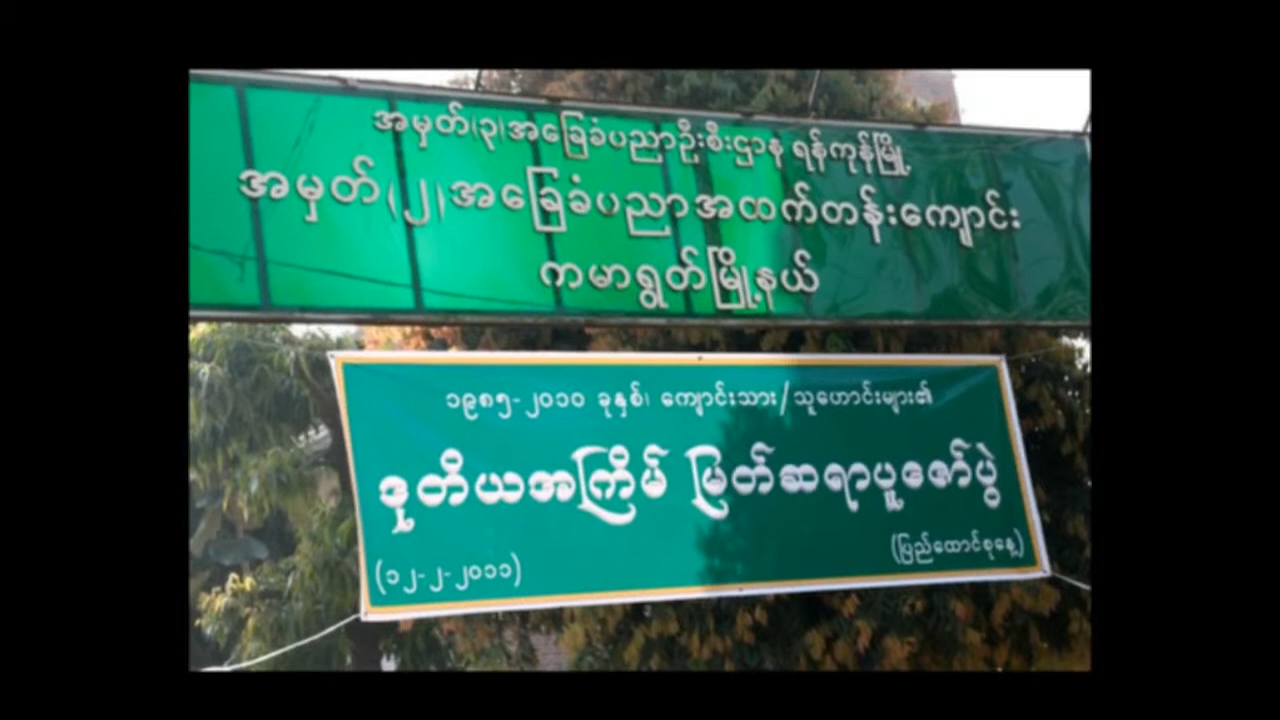 အမှတ်(၃)အခြေခံပညာဦးစီးဌာန ရန်ကုန်မြို့
အမှတ်(၂)အခြေခံပညာအထက်တန်းကျောင်း
ကမာရွတ်မြို့နယ်
၁၉၈၅-၂၀၁၀ ခုနှစ်၊ ကျောင်းသား/သူဟောင်းများ၏
ဒုတိယအကြိမ် မြတ်ဆရာပူဇော်ပွဲ
(ပြည်ထောင်စုနေ့)
(၁၂-၂-၂၀၁၁)